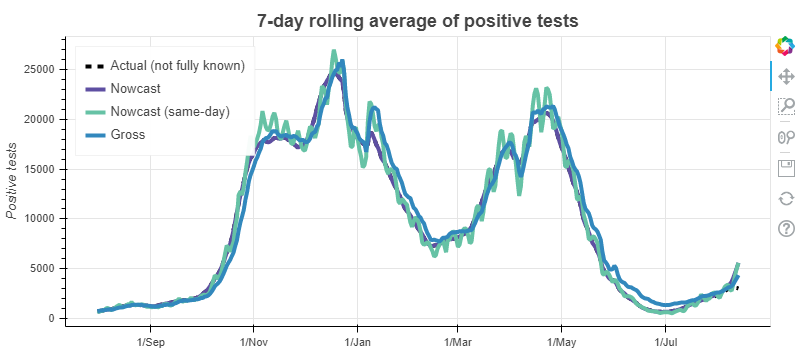 7-day rolling average of positive tests
Actual (not fully known)
Nowcast
Nowcast (same-day)
Gross
Positive tests
25000
20000
15000
10000
5000
0
1/Sep
1/Nov
1/Jan
1/Mar
1/May
1/Jul